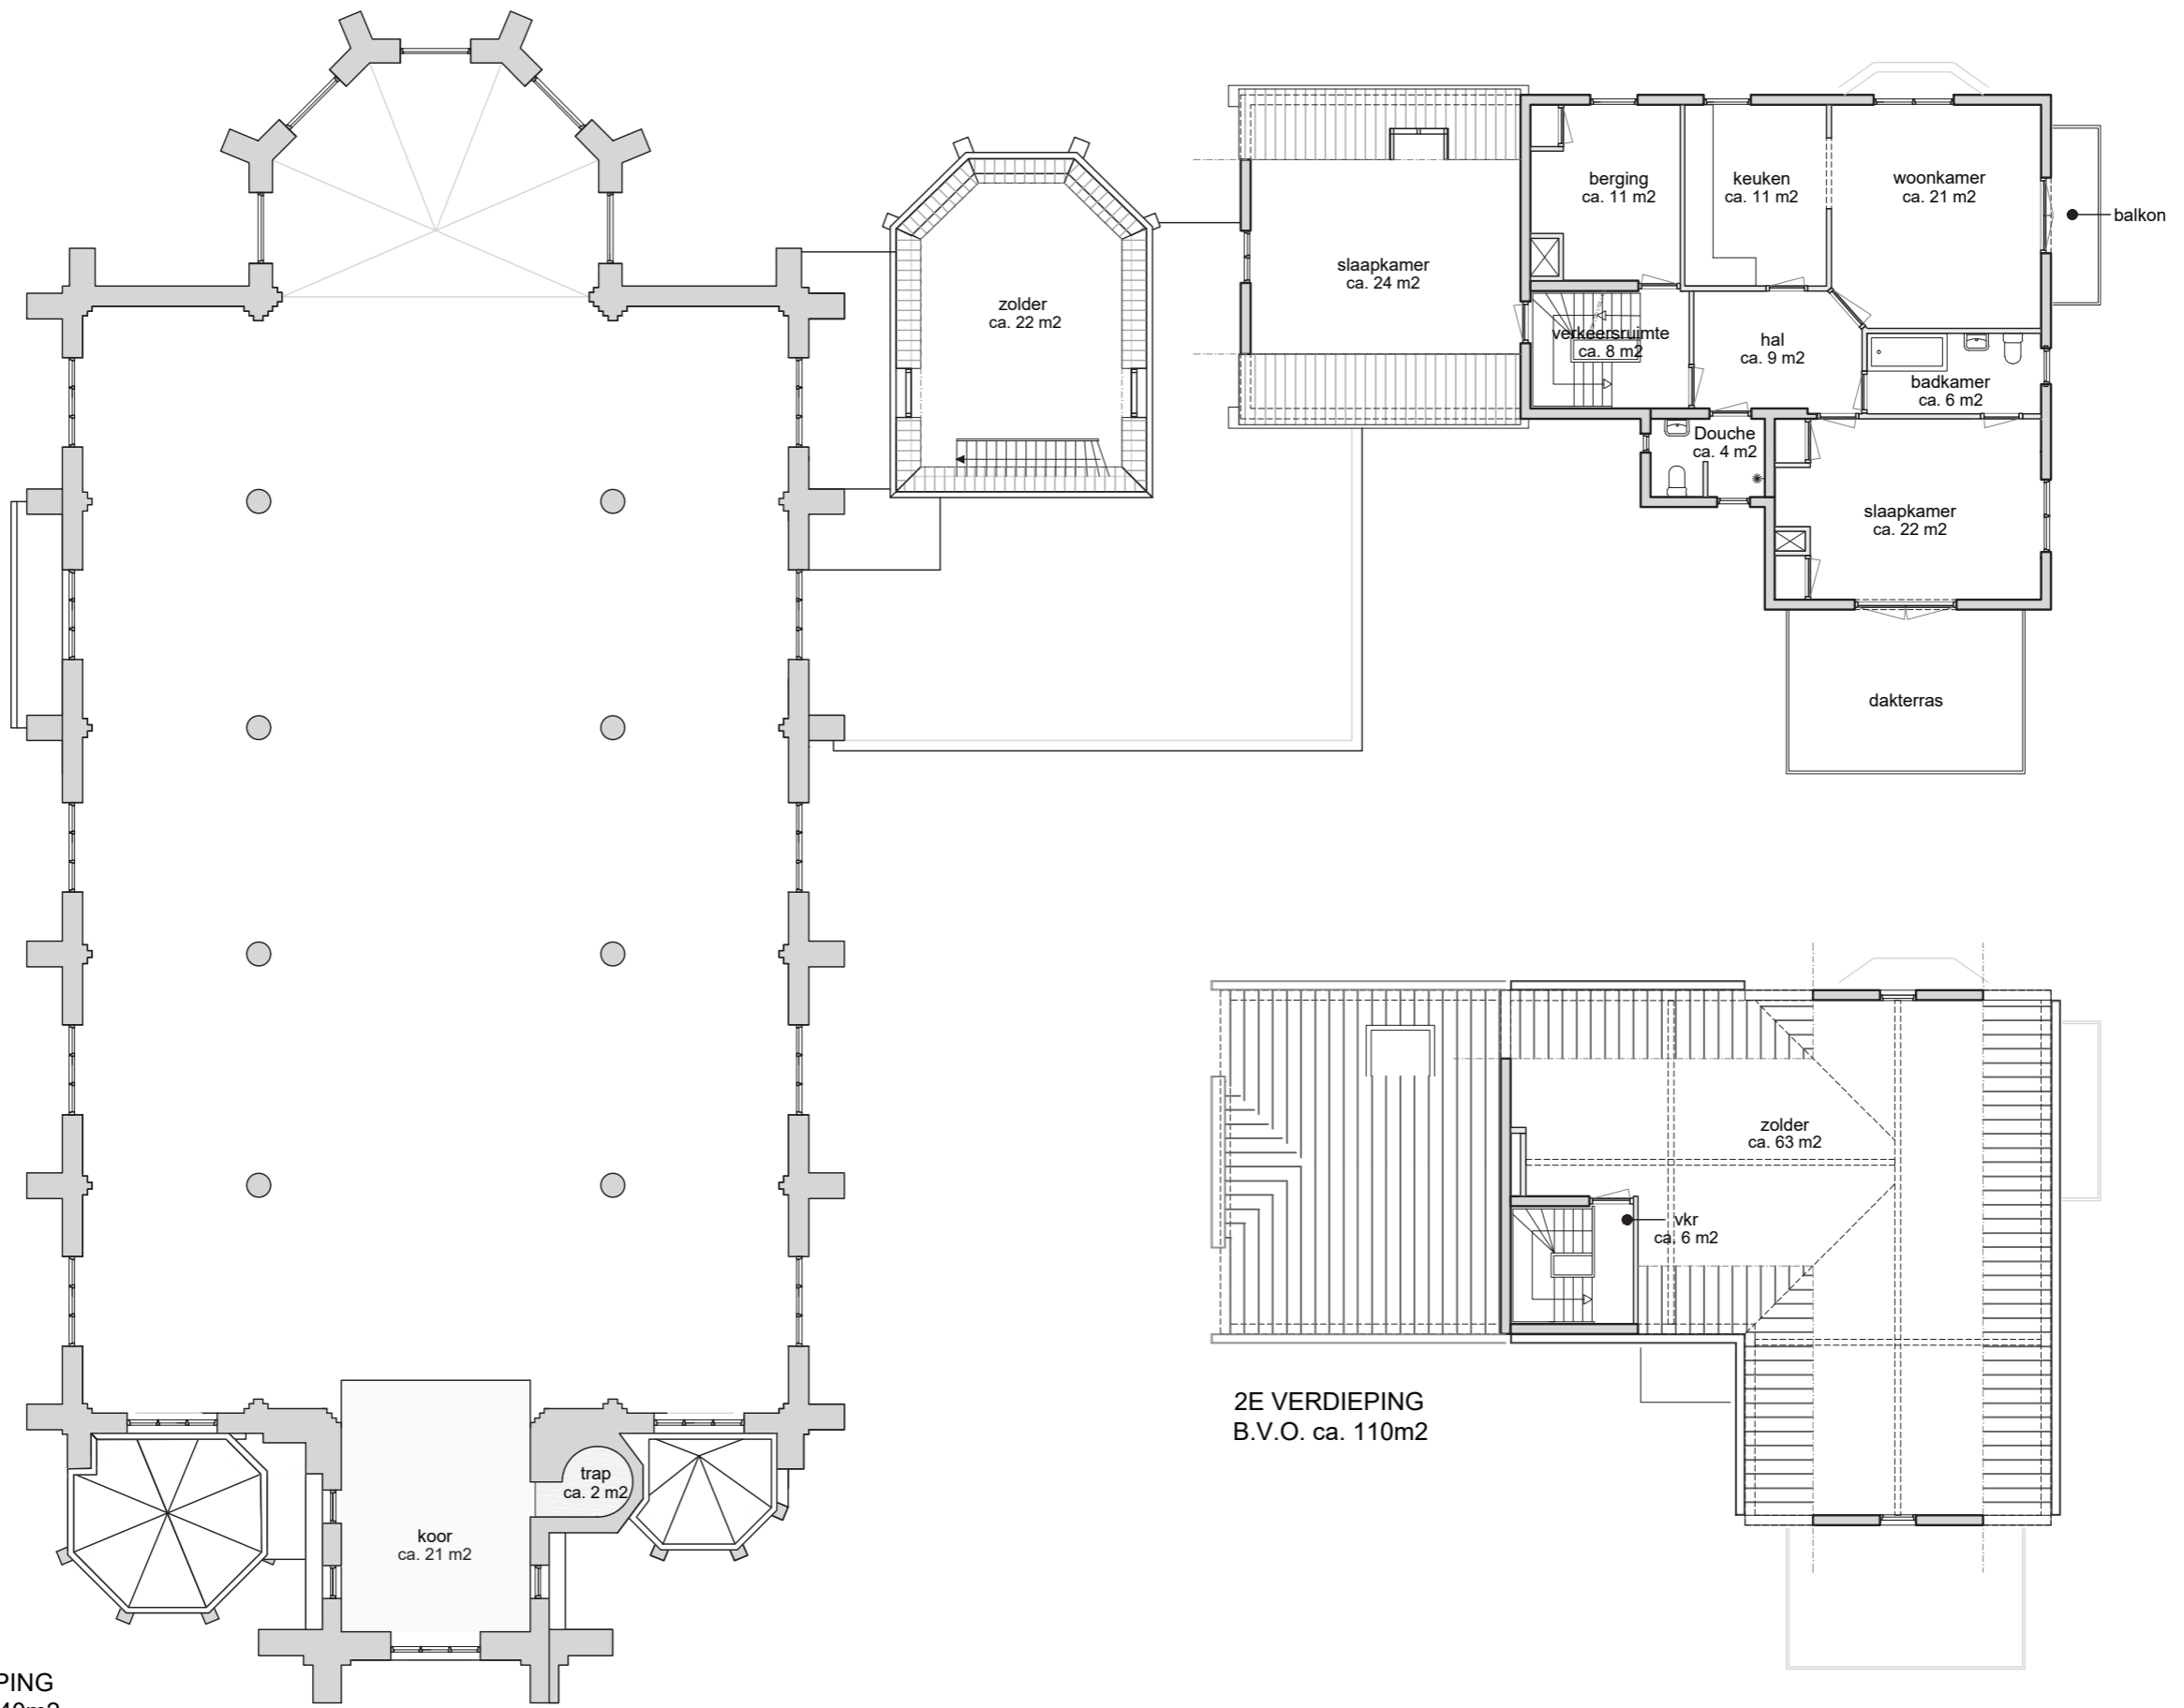 berging
ca. 11 m2
keuken
ca. 11 m2
woonkamer
ca. 21 m2
balkon
slaapkamer
ca. 24 m2
zolder
ca. 22 m2
verkeersruimte
ca. 8 m2
hal
ca. 9 m2
badkamer
ca. 6 m2
Douche
ca. 4 m2
slaapkamer
ca. 22 m2
dakterras
zolder
ca. 63 m2
vkr
ca. 6 m2
2E VERDIEPING
B.V.O. ca. 110m2
trap
ca. 2 m2
koor
ca. 21 m2
PING